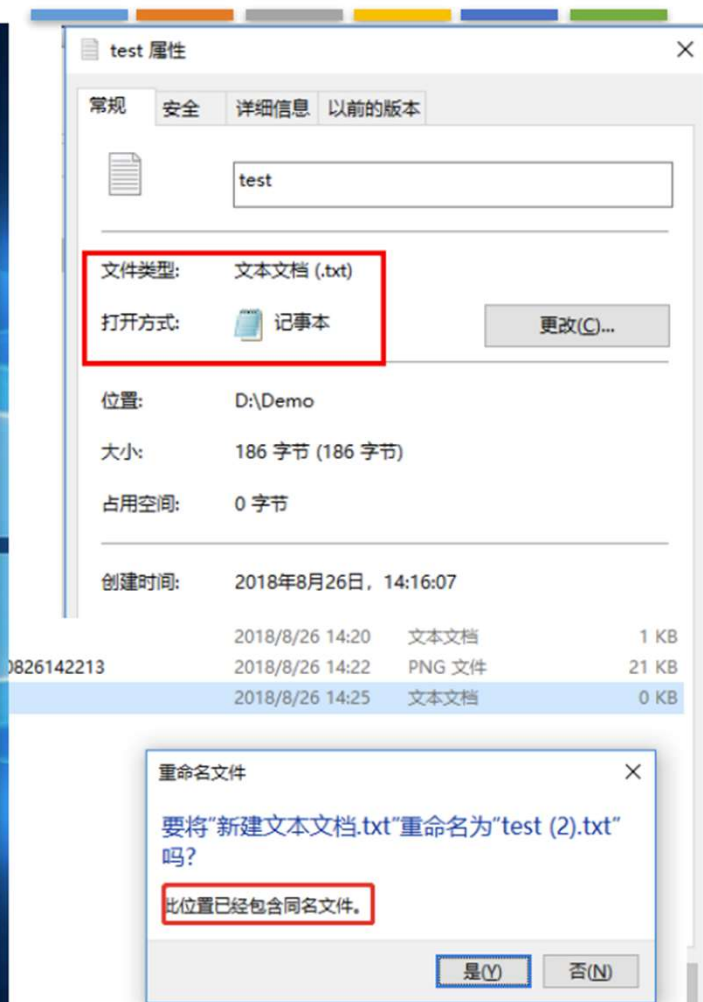 test 属性
常规 安全 详细信息 以前的版本
test
文件类型: 文本文档 (.txt)
打开方式: 记事本 更改(C)...
位置: D:\Demo
大小: 186 字节 (186 字节)
占用空间: 0 字节
创建时间: 2018年8月26日，14:16:07
2018/8/26 14:20 文本文档 1 KB
0826142213 2018/8/26 14:22 PNG 文件 21 KB
2018/8/26 14:25 文本文档 0 KB
重命名文件
要将"新建文本文档.txt"重命名为"test (2).txt"
吗?
此位置已经包含同名文件。
是(Y) 否(N)